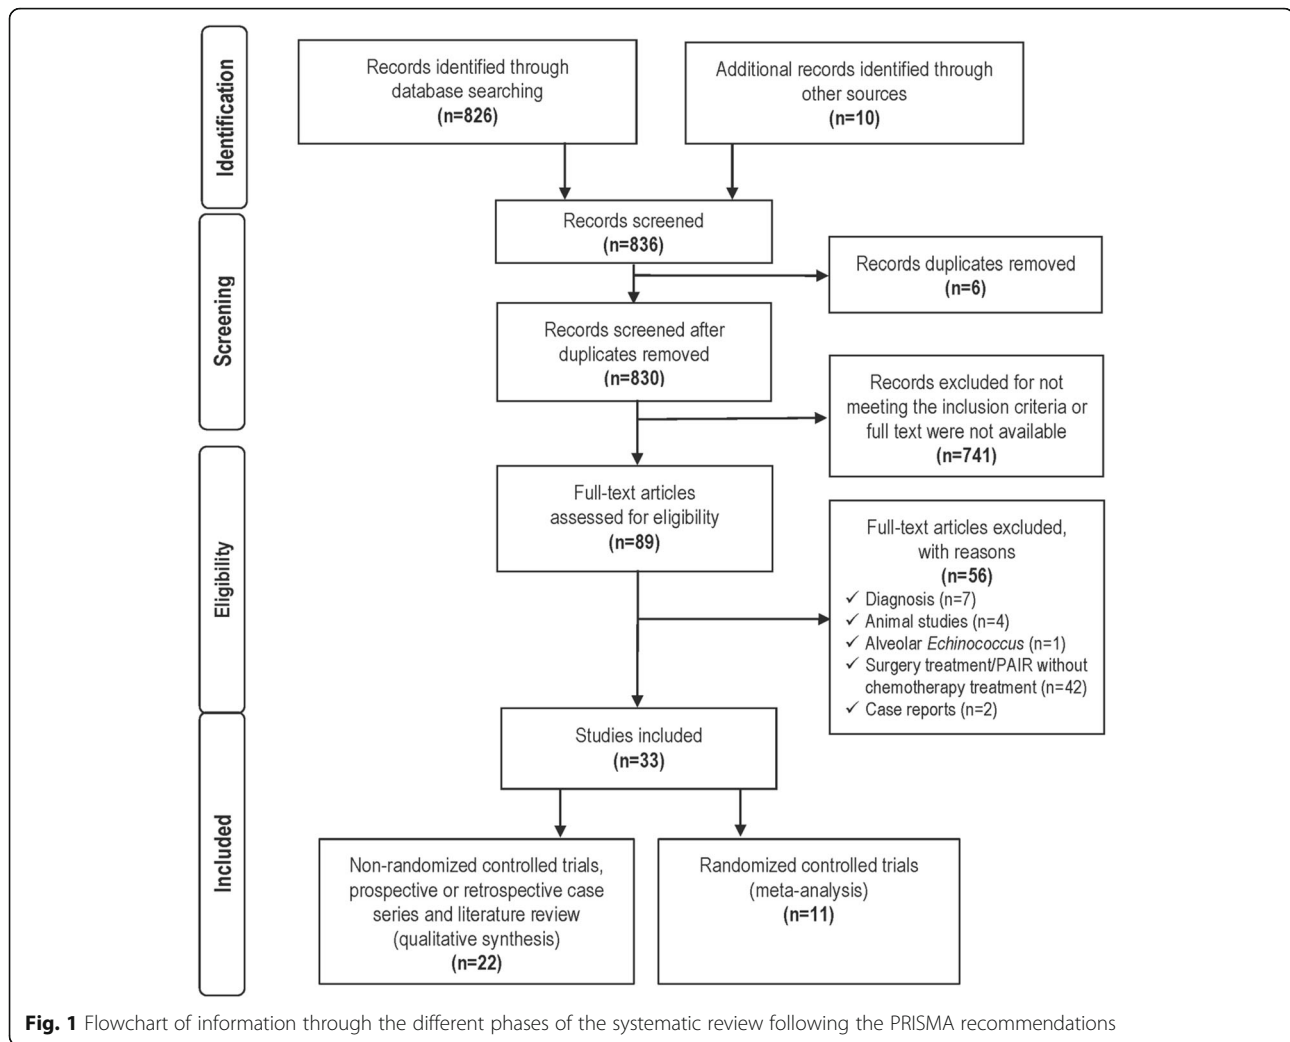 Identification
Records identified through
database searching
(n=826)
Additional records identified through
other sources
(n=10)
Screening
Records screened
(n=836)
Records duplicates removed
(n=6)
Records screened after
duplicates removed
(n=830)
Records excluded for not
meeting the inclusion criteria or
full text were not available
(n=741)
Eligibility
Full-text articles
assessed for eligibility
(n=89)
Full-text articles excluded,
with reasons
(n=56)
✓ Diagnosis (n=7)
✓ Animal studies (n=4)
✓ Alveolar Echinococcus (n=1)
✓ Surgery treatment/PAIR without
chemotherapy treatment (n=42)
✓ Case reports (n=2)
Included
Studies included
(n=33)
Non-randomized controlled trials,
prospective or retrospective case
series and literature review
(qualitative synthesis)
(n=22)
Randomized controlled trials
(meta-analysis)
(n=11)
Fig. 1 Flowchart of information through the different phases of the systematic review following the PRISMA recommendations